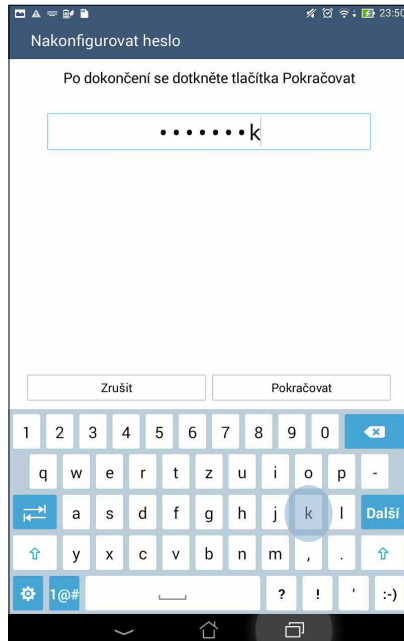 23:50
Nakonfigurovat heslo
Po dokončení se dotkněte tlačítka Pokračovat
•••••••k
Zrušit Pokračovat
1 2 3 4 5 6 7 8 9 0
q w e r t z u i o p -
a s d f g h j k l Další
y x c v b n m , .
1@# ? ! ' :-)